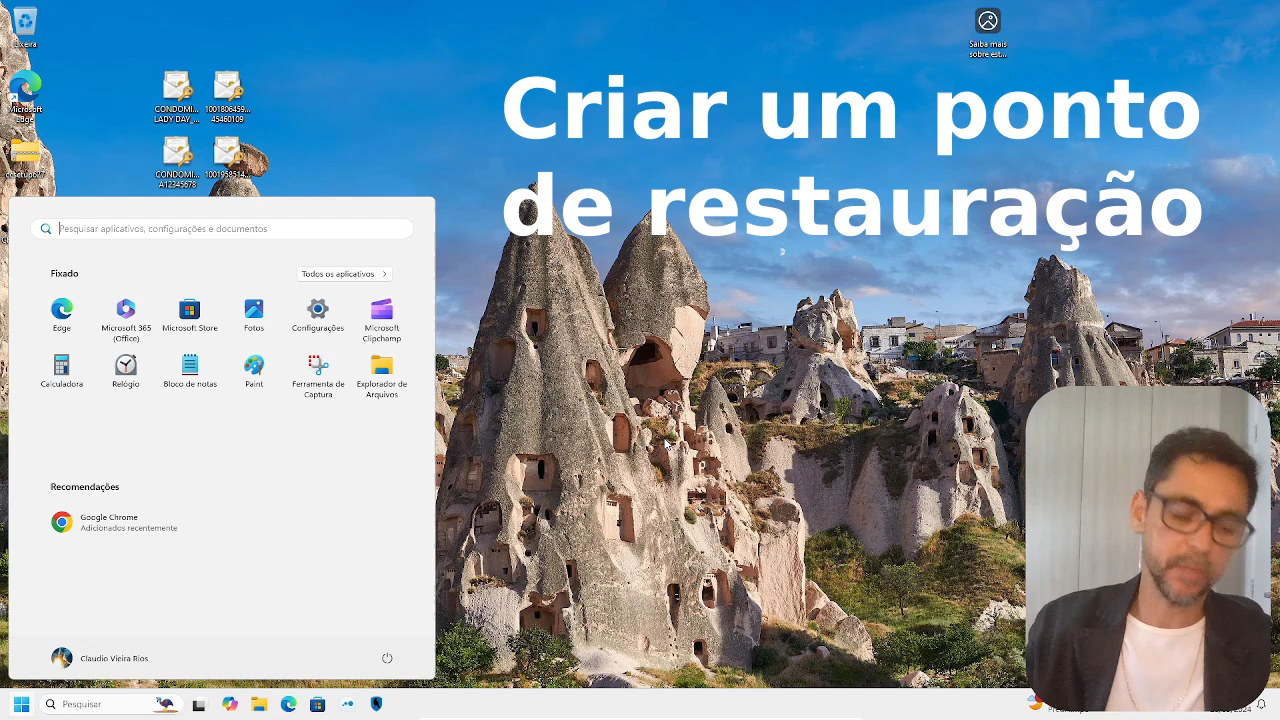 Lixeira
Saiba mais
sobre est...
Microsoft
Edge
CONDOMI...
LADY DAY_...
1001806459...
45460109
CONDOMI...
A12345678
1001958514...
Criar um ponto
de restauração
Pesquisar aplicativos, configurações e documentos
Fixado
Todos os aplicativos
Edge
Microsoft 365
(Office)
Microsoft Store
Fotos
Configurações
Microsoft
Clipchamp
Calculadora
Relógio
Bloco de notas
Paint
Ferramenta de
Captura
Explorador de
Arquivos
Recomendações
Google Chrome
Adicionados recentemente
Claudio Vieira Rios
Pesquisar